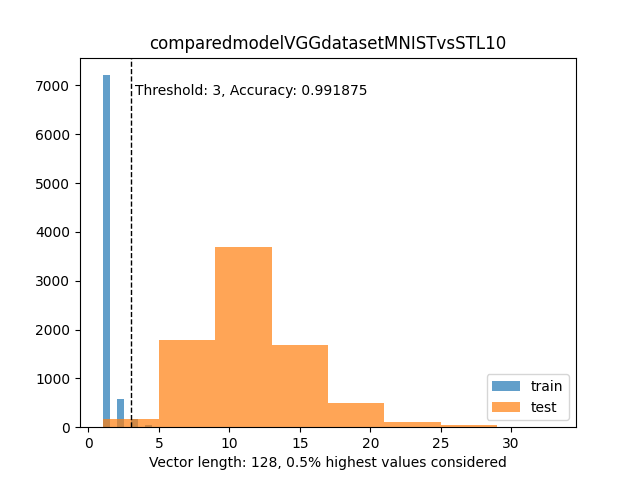 comparedmodelVGGdatasetMNISTvsSTL10
7000
Threshold: 3, Accuracy: 0.991875
6000
5000
4000
3000
2000
1000
0
train
test
0 5 10 15 20 25 30
Vector length: 128, 0.5% highest values considered